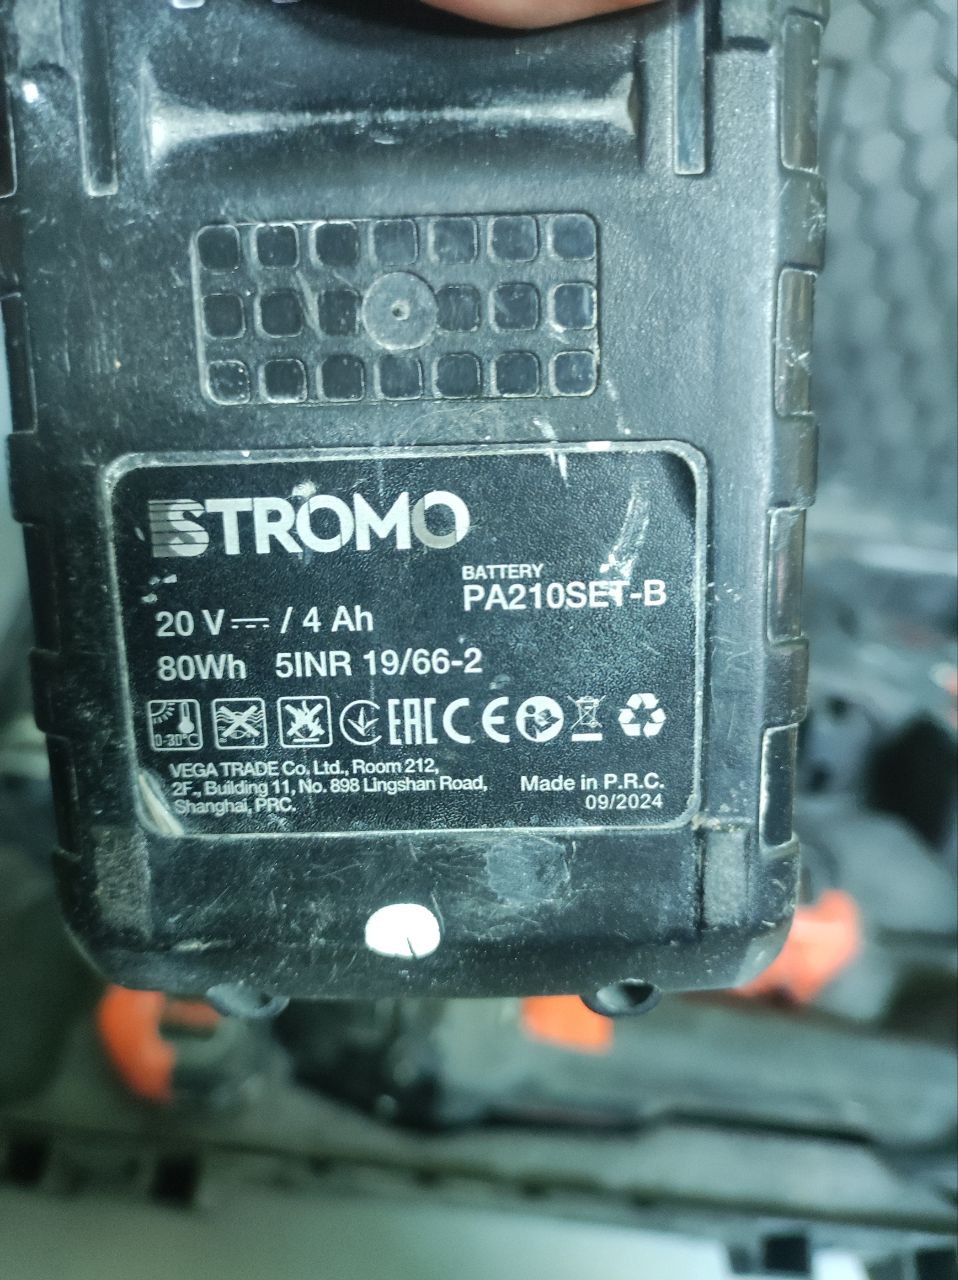 STROMO
BATTERY
PA210SET-B
20 V ⎓ / 4 Ah
80Wh 5INR 19/66-2
0-30°C EAC CE
VEGA TRADE Co, Ltd., Room 212,
2F., Building 11, No. 898 Lingshan Road,
Shanghai, PRC.
Made in P.R.C.
09/2024